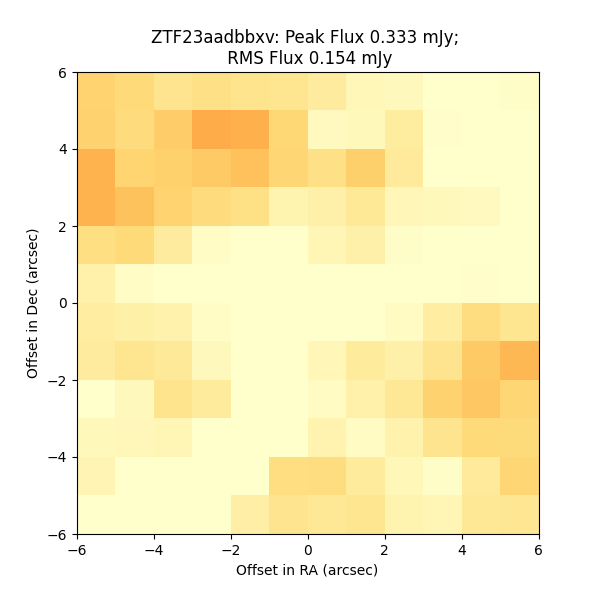 ZTF23aadbbxv: Peak Flux 0.333 mJy;
RMS Flux 0.154 mJy
6
4
2
0
−2
−4
−6
Offset in Dec (arcsec)
−6 −4 −2 0 2 4 6
Offset in RA (arcsec)